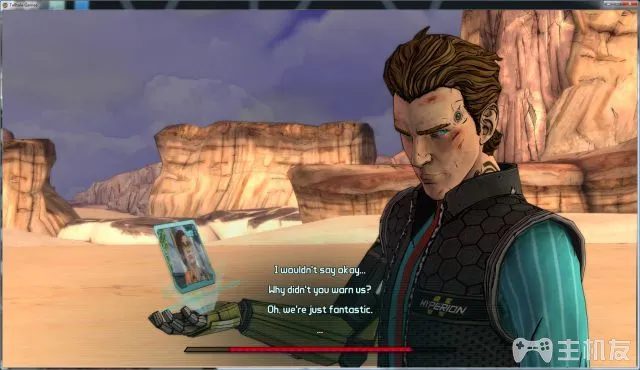 Telltale Games
I wouldn't say okay...
Why didn't you warn us?
Oh, we're just fantastic.
...
HYPERION
主机友